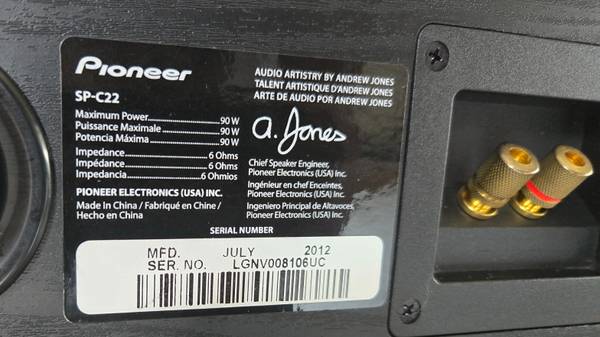 Pioneer
SP-C22
Maximum Power 90 W
Puissance Maximale 90 W
Potencia Máxima 90 W
Impedance 6 Ohms
Impédance 6 Ohms
Impedancia 6 Ohmios
PIONEER ELECTRONICS (USA) INC.
Made In China / Fabriqué en Chine /
Hecho en China
AUDIO ARTISTRY BY ANDREW JONES
TALENT ARTISTIQUE D'ANDREW JONES
ARTE DE AUDIO POR ANDREW JONES
a. Jones
Chief Speaker Engineer,
Pioneer Electronics (USA) Inc.
Ingénieur en chef Enceintes,
Pioneer Electronics (USA) Inc.
Ingeniero Principal de Altavoces,
Pioneer Electronics (USA) Inc.
SERIAL NUMBER
MFD. JULY 2012
SER. NO. LGNV008106UC